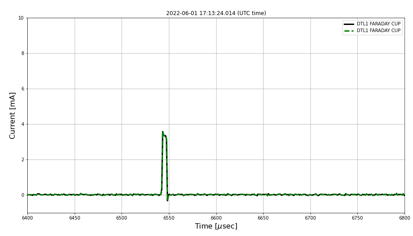 2022-06-01 17:13:24.014 (UTC time)
10
8
6
4
2
0
Current [mA]
DTL1 FARADAY CUP
DTL1 FARADAY CUP
6400 6450 6500 6550 6600 6650 6700 6750 6800
Time [μsec]